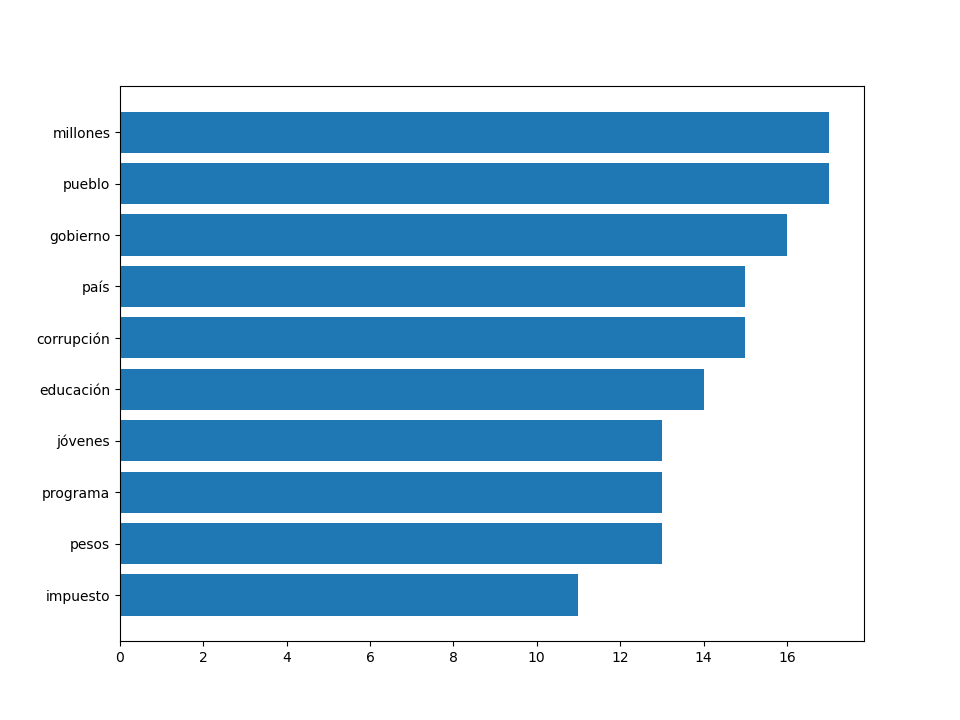 millones
pueblo
gobierno
país
corrupción
educación
jóvenes
programa
pesos
impuesto
0 2 4 6 8 10 12 14 16